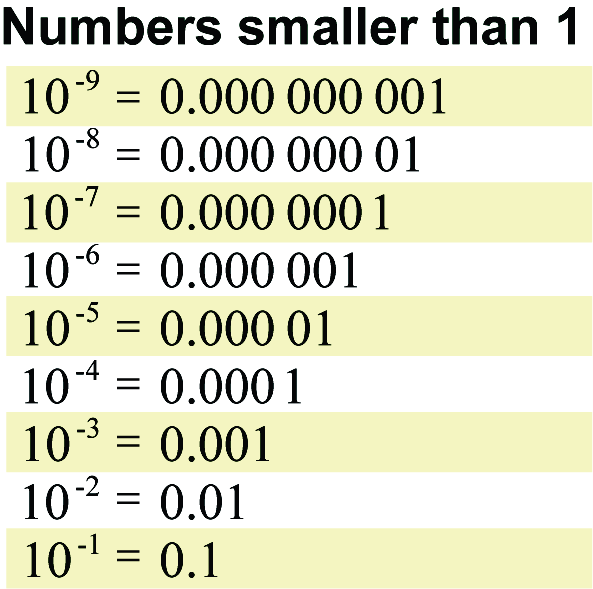 Numbers smaller than 1
10⁻⁹ = 0.000 000 001
10⁻⁸ = 0.000 000 01
10⁻⁷ = 0.000 000 1
10⁻⁶ = 0.000 001
10⁻⁵ = 0.000 01
10⁻⁴ = 0.000 1
10⁻³ = 0.001
10⁻² = 0.01
10⁻¹ = 0.1